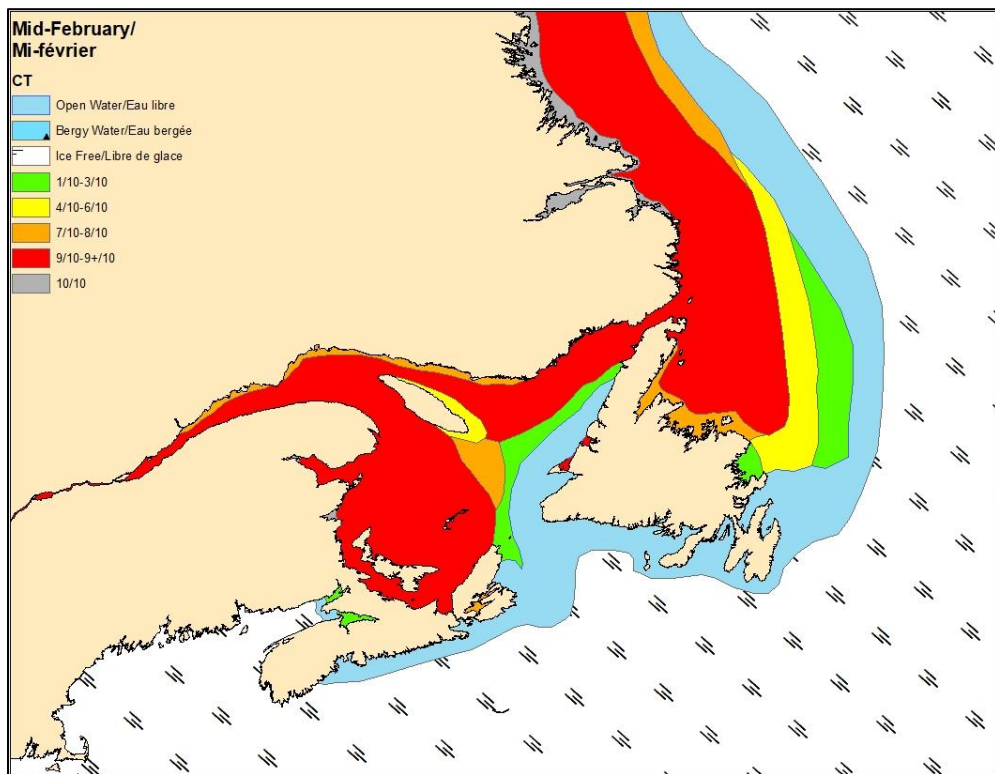 Mid-February/
Mi-février
CT
Open Water/Eau libre
Bergy Water/Eau bergée
Ice Free/Libre de glace
1/10-3/10
4/10-6/10
7/10-8/10
9/10-9+/10
10/10